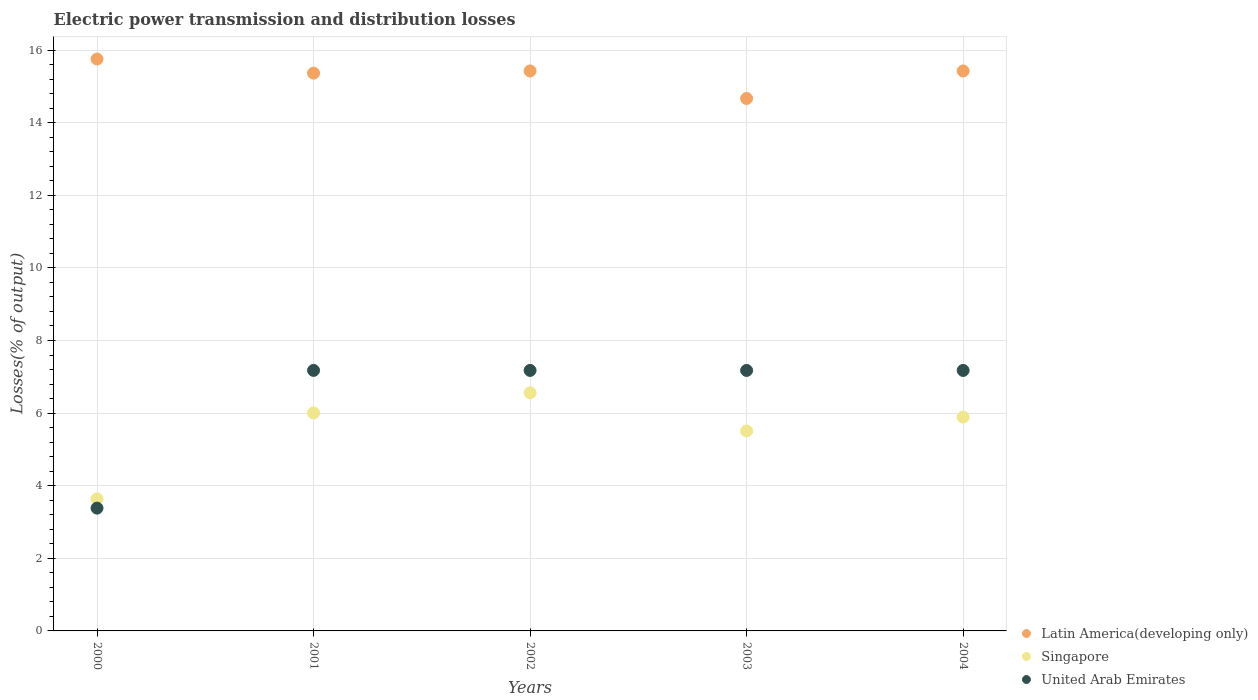 Electric power transmission and distribution losses
Losses(% of output)
16
14
12
10
8
6
4
2
0
2000
2001
2002
2003
2004
Years
Latin America(developing only)
Singapore
United Arab Emirates